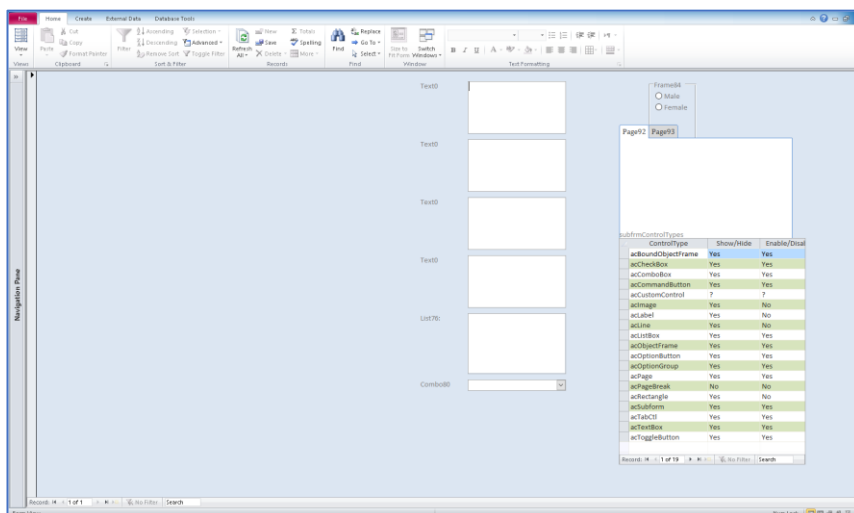 File Home Create External Data Database Tools
View
Views
Paste
Cut
Copy
Format Painter
Clipboard
Filter
Ascending
Descending
Remove Sort
Selection
Advanced
Toggle Filter
Sort & Filter
Refresh All
New
Save
Delete
Totals
Spelling
More
Records
Find
Replace
Go To
Select
Find
Size to Fit Form
Switch Windows
Window
B I U A
Text Formatting
Navigation Pane
Text0
Text0
Text0
Text0
List76:
Combo80
Frame84
Male
Female
Page92 Page93
subfrmControlTypes
ControlType Show/Hide Enable/Disal
acBoundObjectFrame Yes Yes
acCheckBox Yes Yes
acComboBox Yes Yes
acCommandButton Yes Yes
acCustomControl ? ?
acImage Yes No
acLabel Yes No
acLine Yes No
acListBox Yes Yes
acObjectFrame Yes Yes
acOptionButton Yes Yes
acOptionGroup Yes Yes
acPage Yes Yes
acPageBreak No No
acRectangle Yes No
acSubform Yes Yes
acTabCtl Yes Yes
acTextBox Yes Yes
acToggleButton Yes Yes
Record: 1 of 19 No Filter Search
Record: 1 of 1 No Filter Search